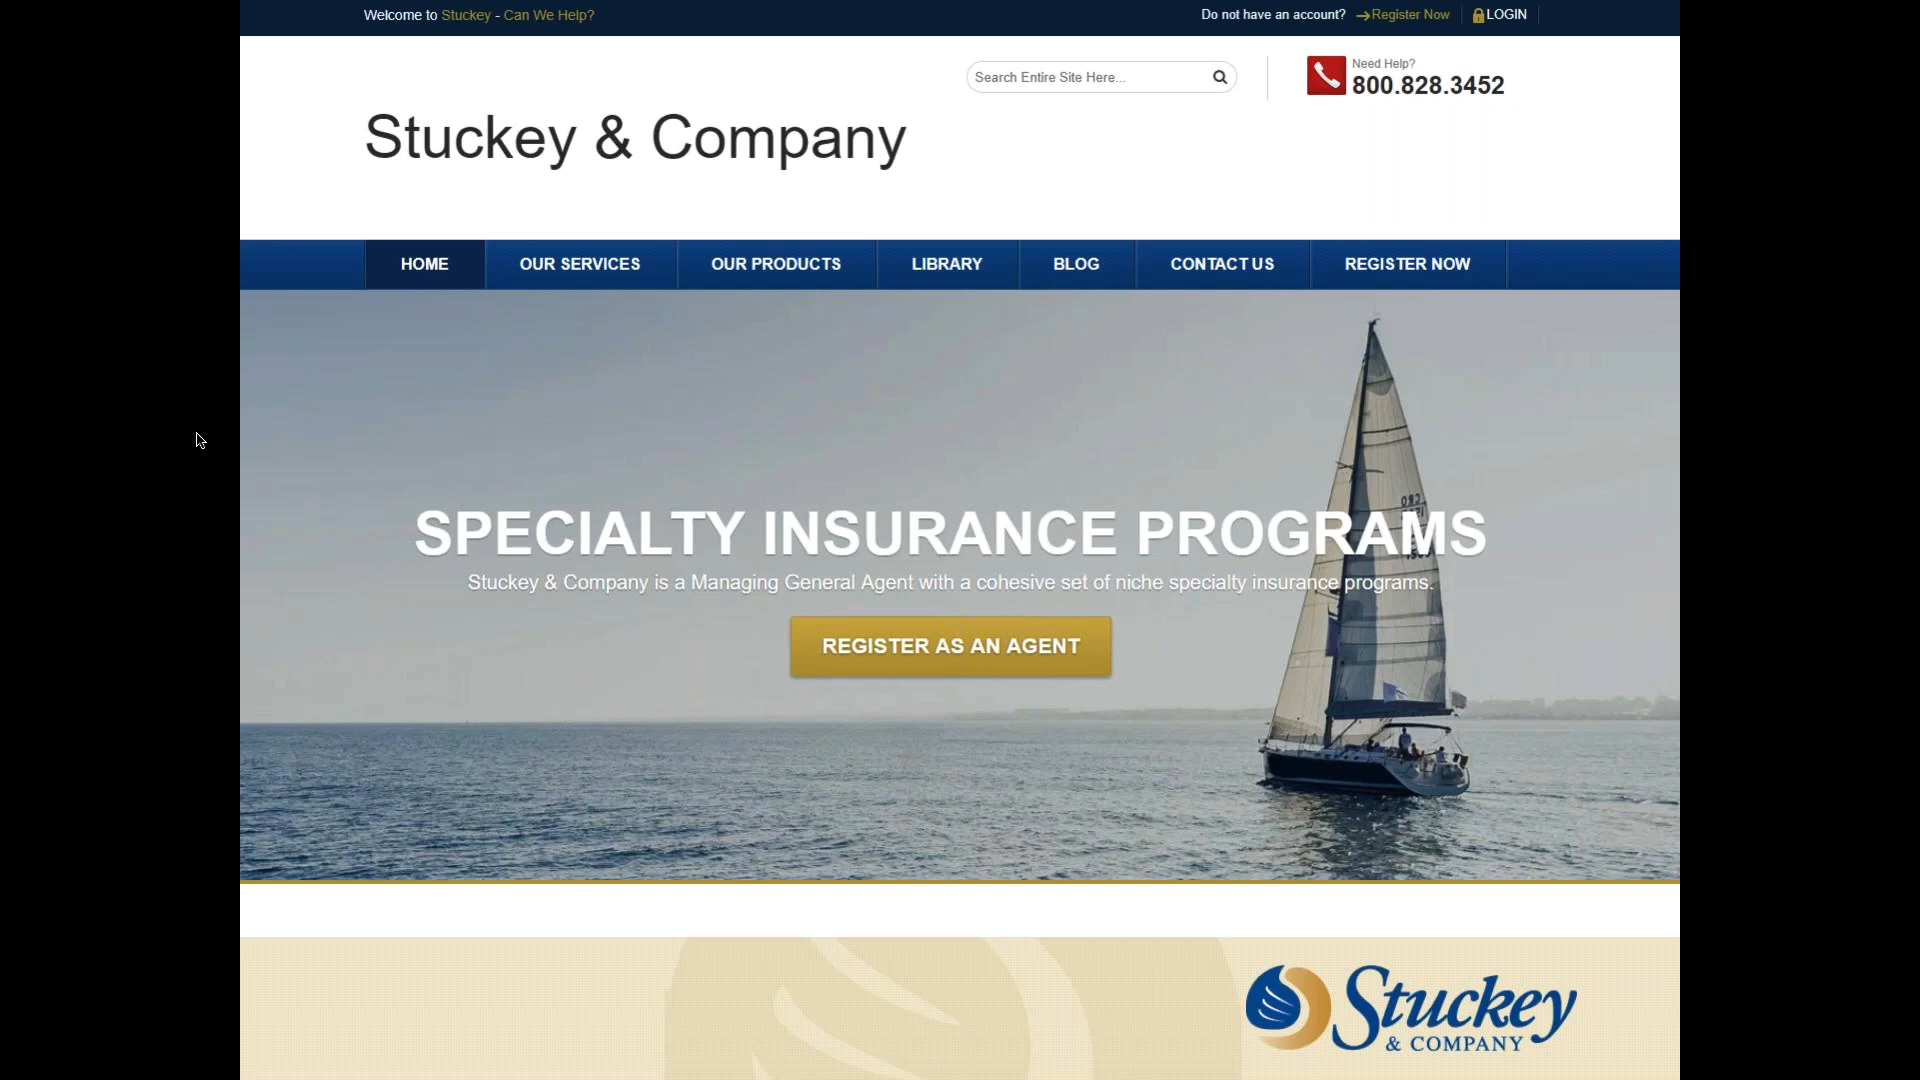 Welcome to Stuckey - Can We Help?
Do not have an account? Register Now LOGIN
Search Entire Site Here...
Need Help?
800.828.3452
Stuckey & Company
HOME OUR SERVICES OUR PRODUCTS LIBRARY BLOG CONTACT US REGISTER NOW
SPECIALTY INSURANCE PROGRAMS
Stuckey & Company is a Managing General Agent with a cohesive set of niche specialty insurance programs.
REGISTER AS AN AGENT
Stuckey
& COMPANY